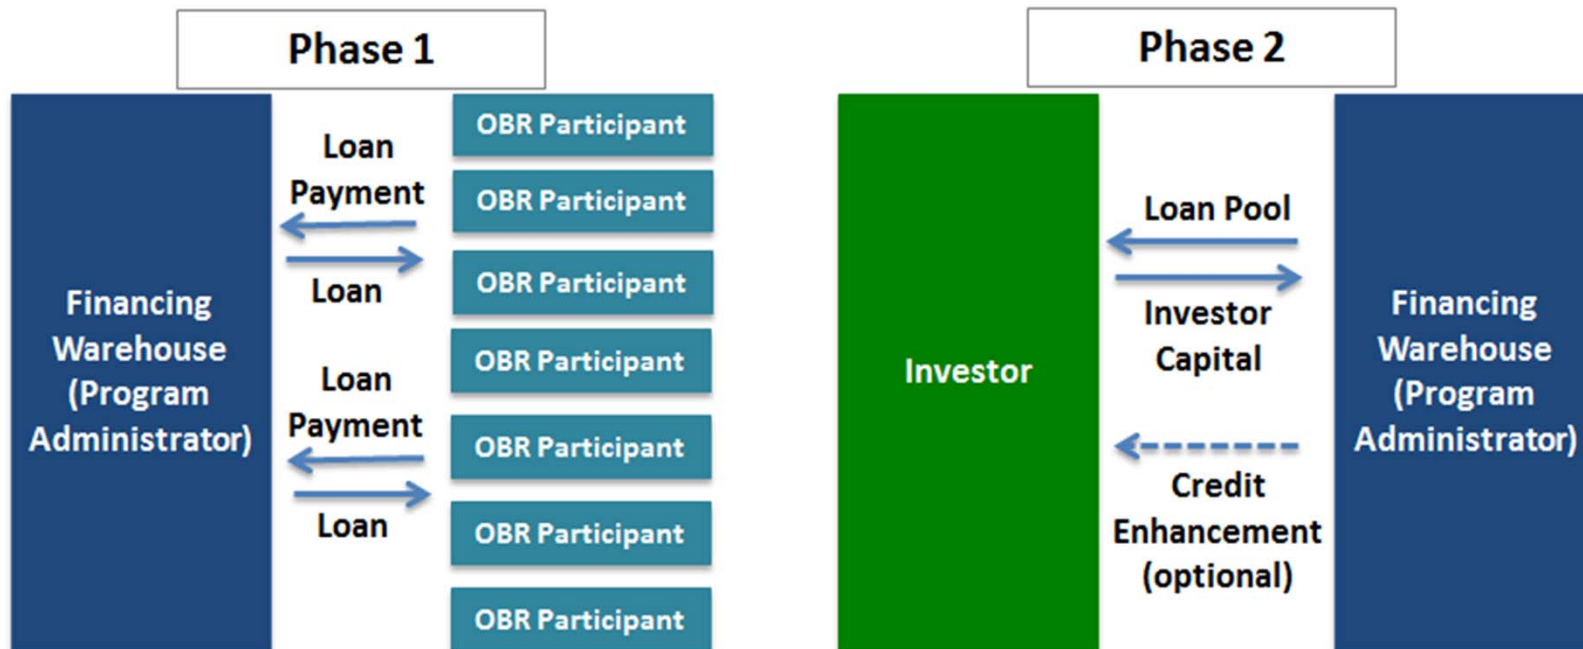 Phase 1
Financing
Warehouse
(Program
Administrator)
Loan
Payment
Loan
Loan
Payment
Loan
OBR Participant
OBR Participant
OBR Participant
OBR Participant
OBR Participant
OBR Participant
OBR Participant
Phase 2
Investor
Loan Pool
Investor
Capital
Credit
Enhancement
(optional)
Financing
Warehouse
(Program
Administrator)